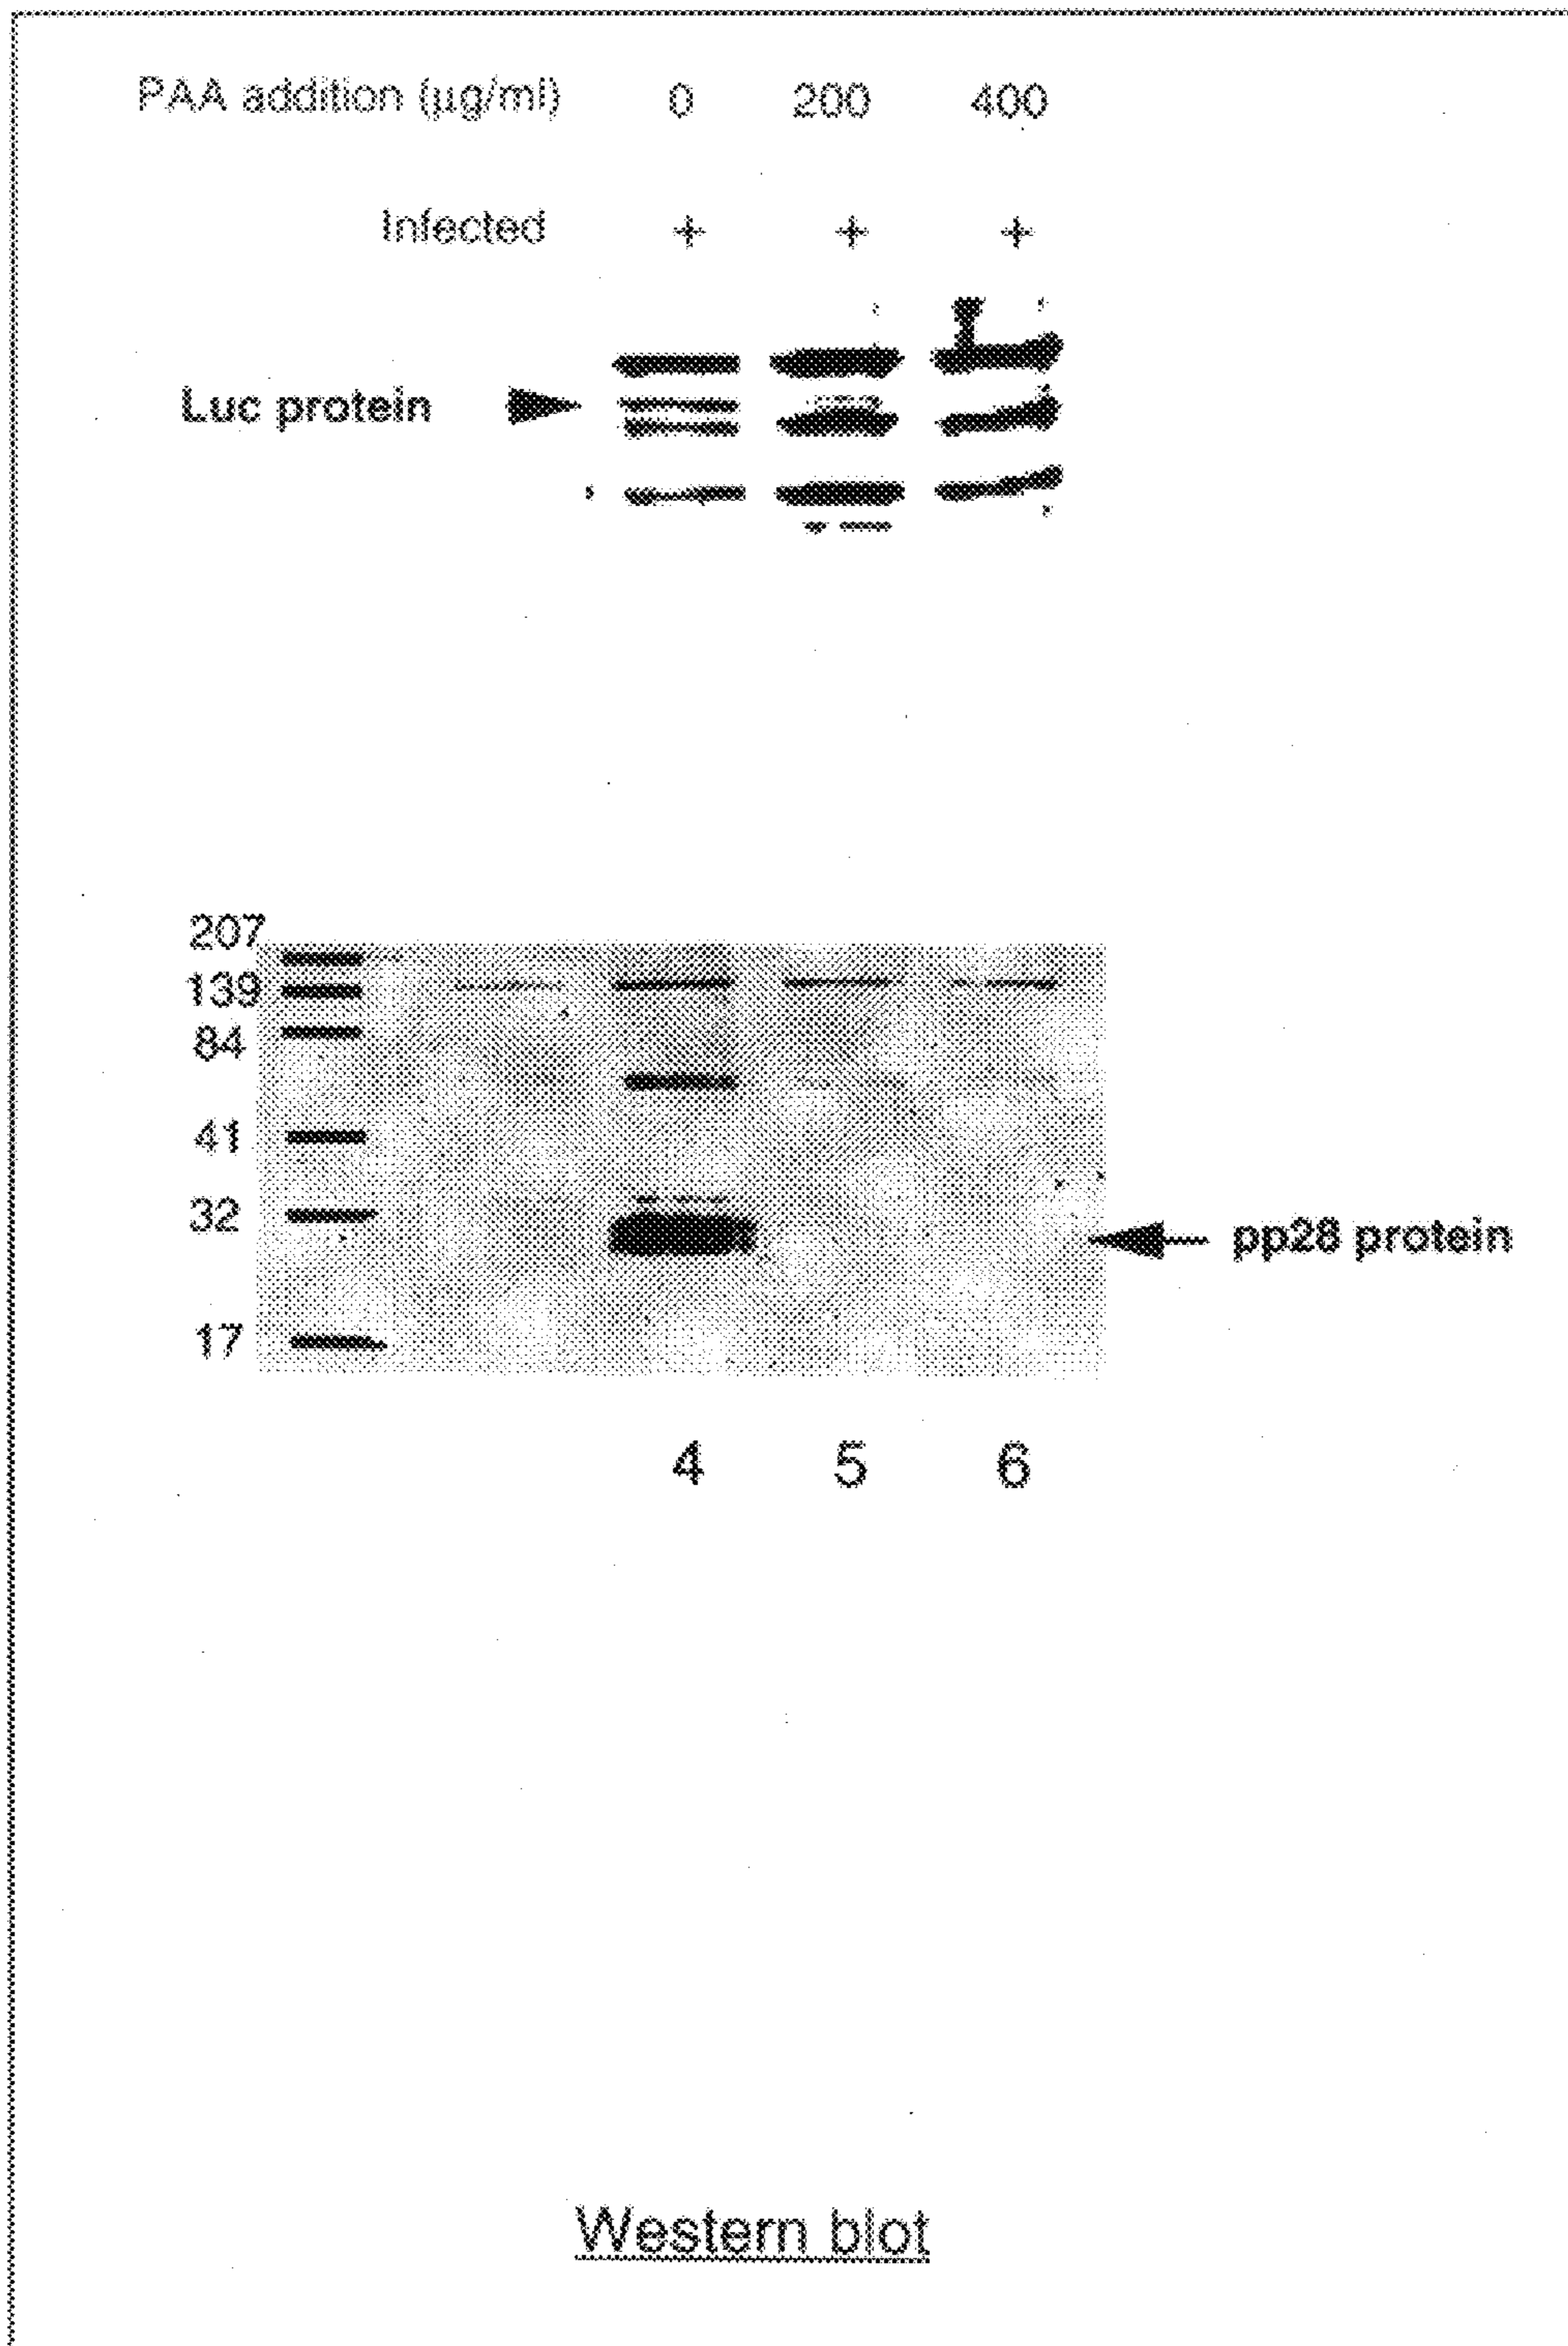 PAA addition (µg/ml) 0 200 400
Infected + + +
Luc protein
207
139
84
41
32
pp28 protein
17
4 5 6
Western blot